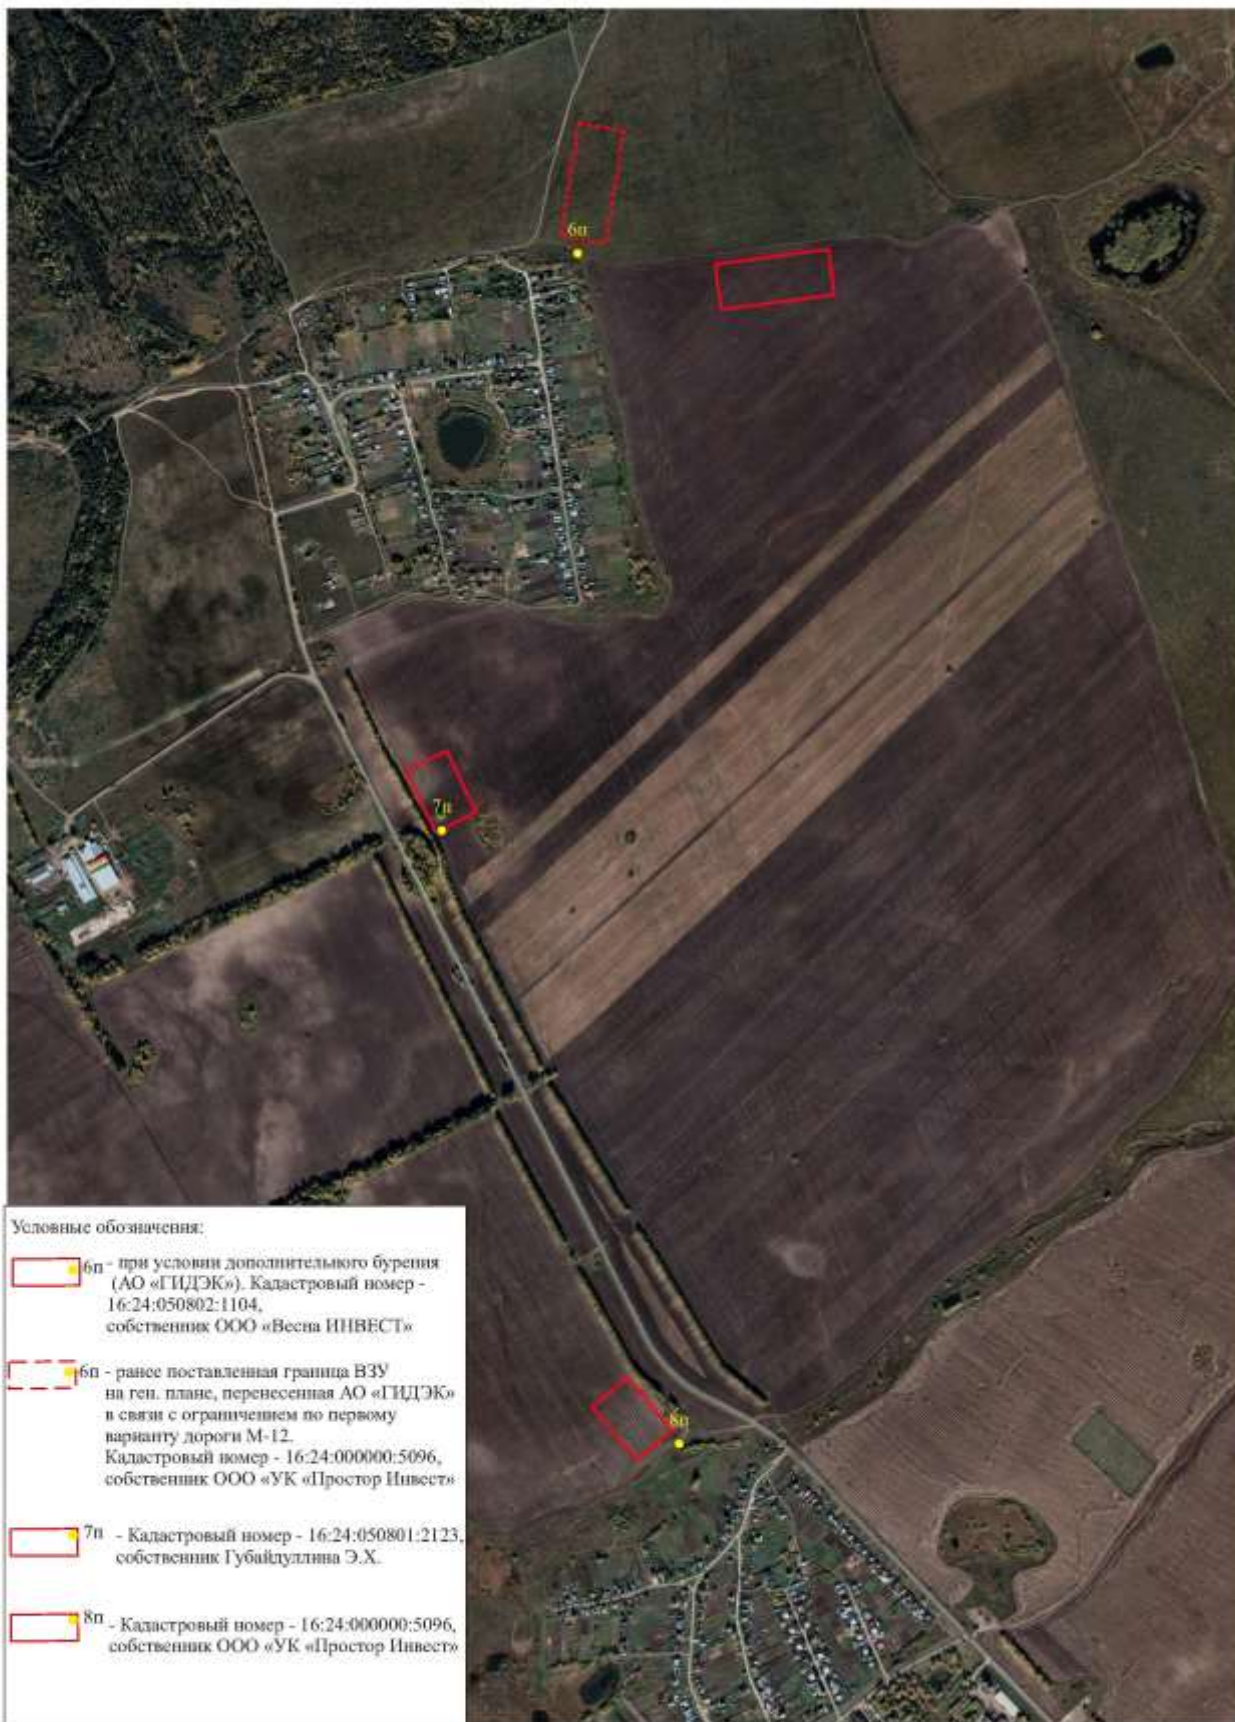 6п
7п
8п
Условные обозначения:
6п - при условии дополнительного бурения
(АО «ГИДЭК»). Кадастровый номер -
16:24:050802:1104,
собственник ООО «Весна ИНВЕСТ»
6п - ранее поставленная граница ВЗУ
на ген. плане, перенесенная АО «ГИДЭК»
в связи с ограничением по первому
варианту дороги М-12.
Кадастровый номер - 16:24:000000:5096,
собственник ООО «УК «Простор Инвест»
7п - Кадастровый номер - 16:24:050801:2123,
собственник Губайдуллина Э.Х.
8п - Кадастровый номер - 16:24:000000:5096,
собственник ООО «УК «Простор Инвест»